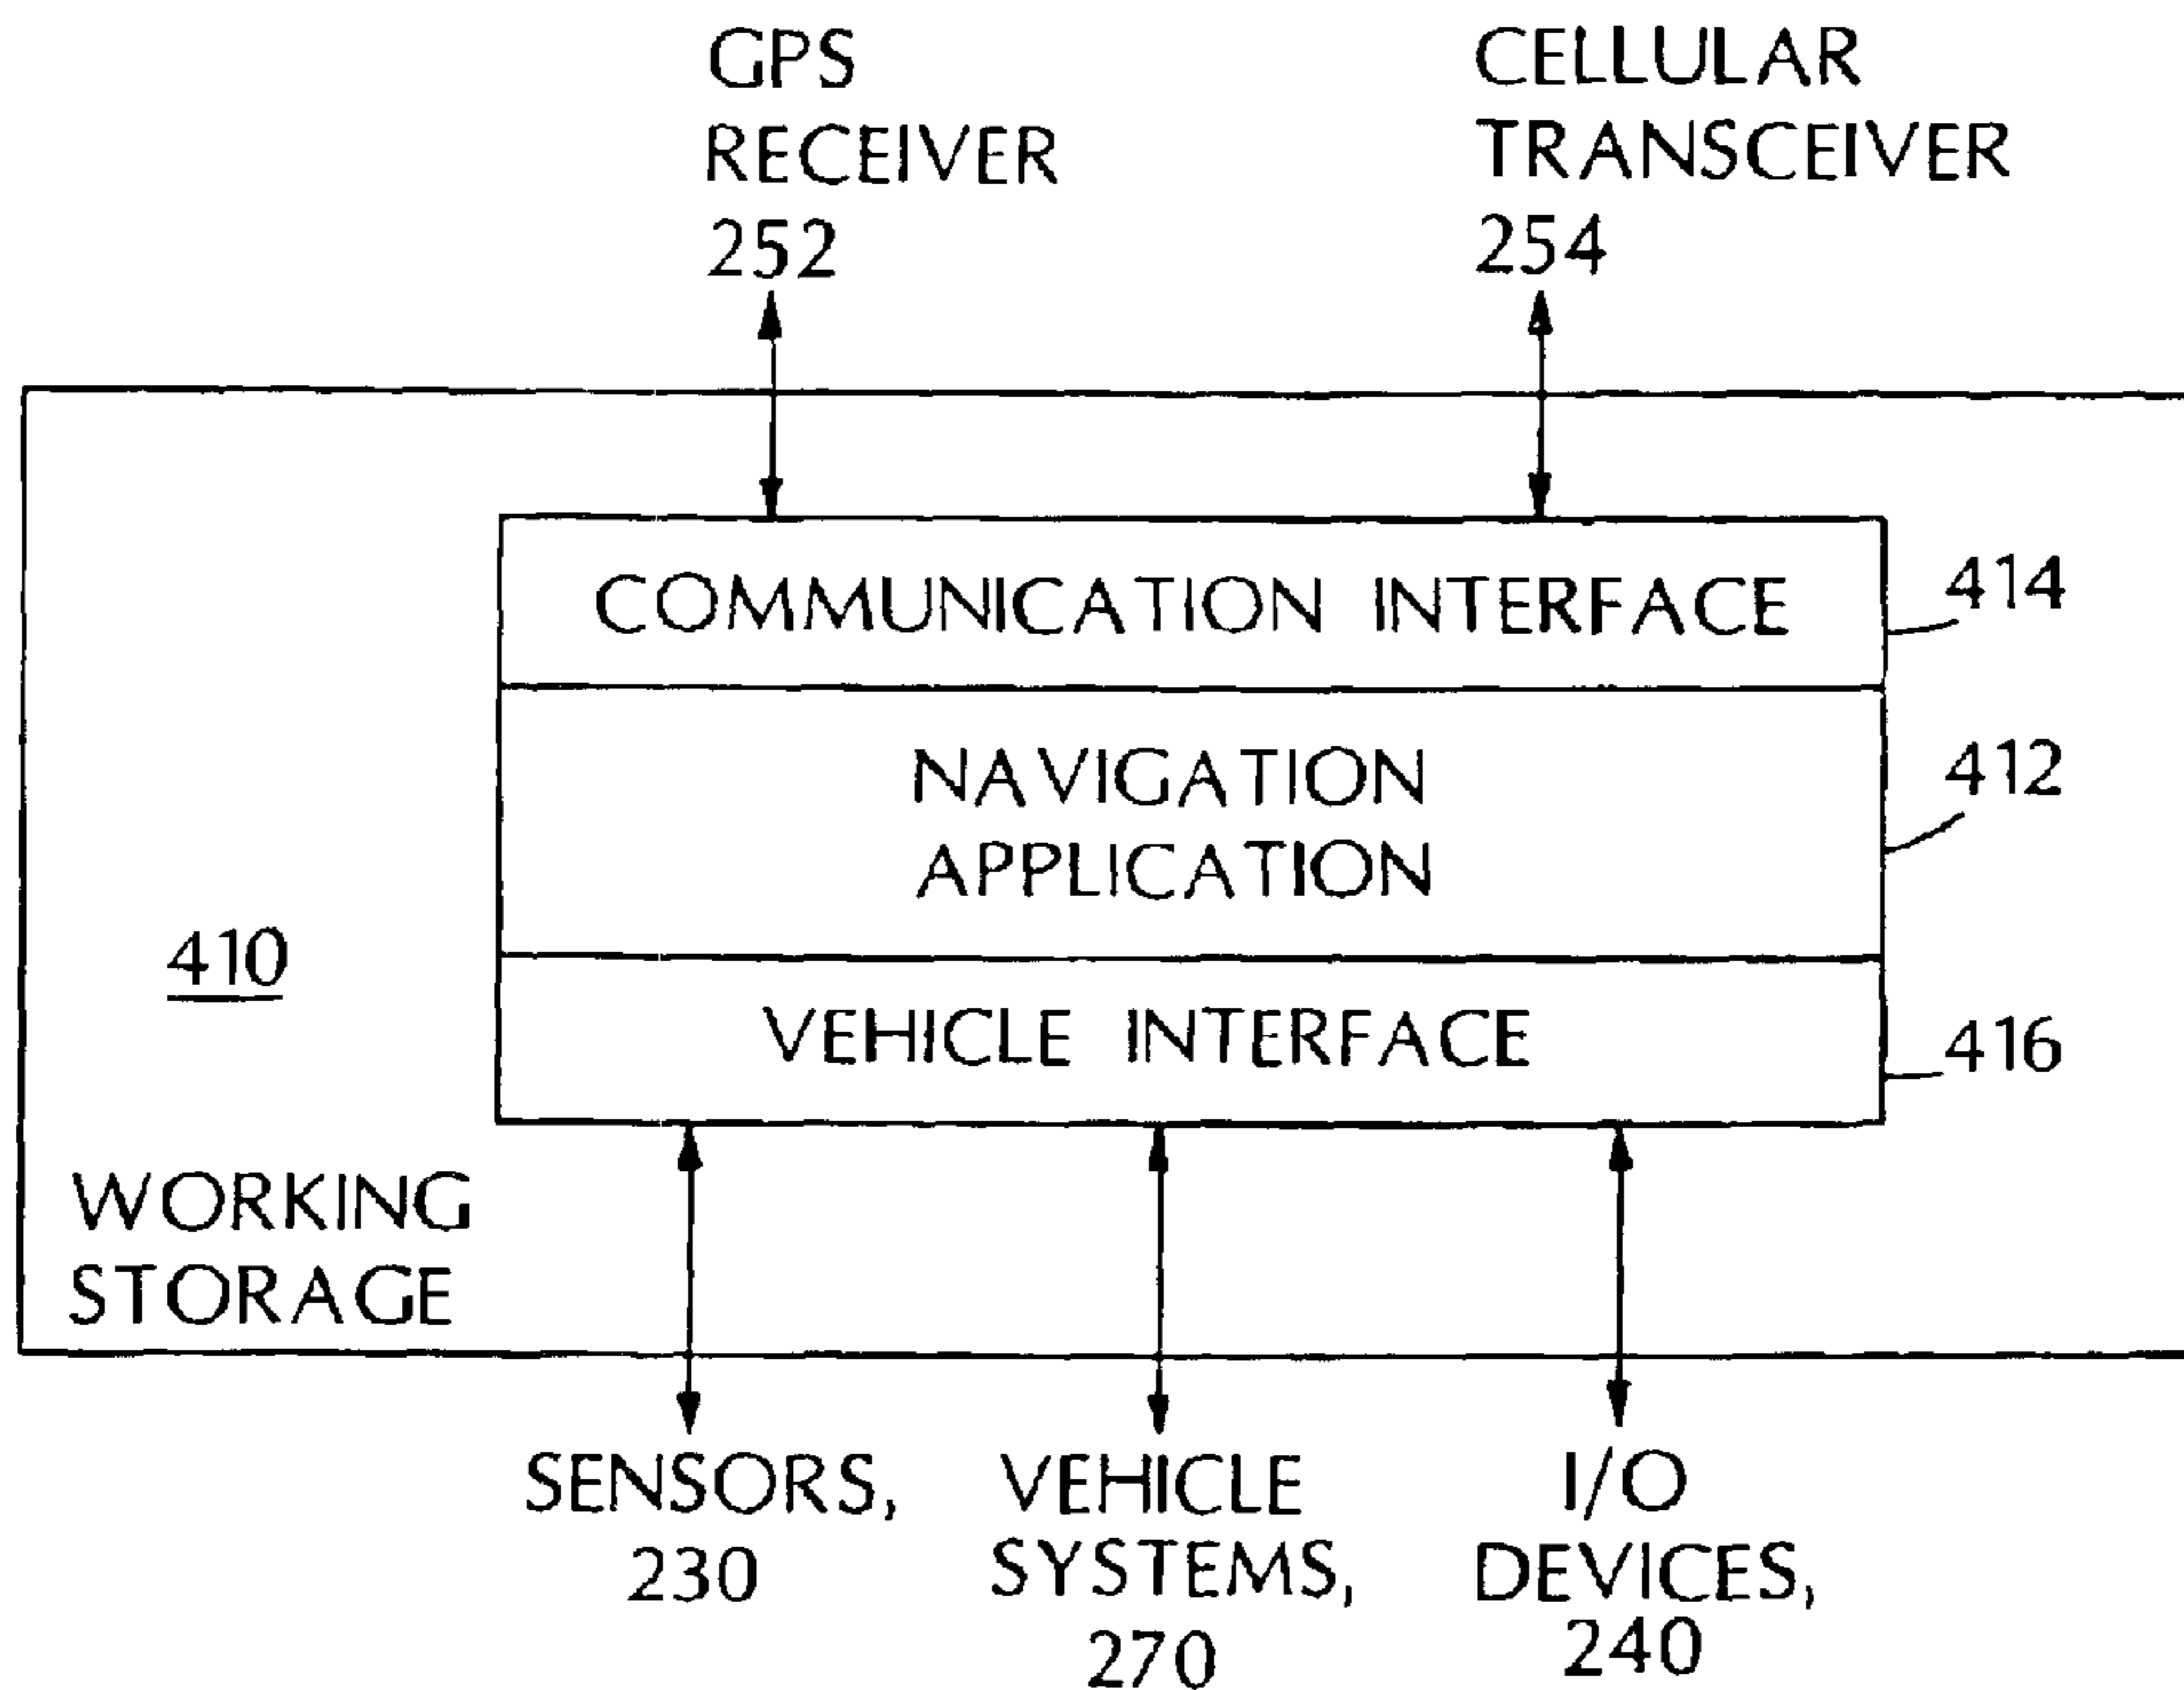 GPS
RECEIVER
252
CELLULAR
TRANSCEIVER
254
COMMUNICATION INTERFACE
414
NAVIGATION
APPLICATION
412
410
VEHICLE INTERFACE
416
WORKING
STORAGE
SENSORS,
230
VEHICLE
SYSTEMS,
270
I/O
DEVICES,
240